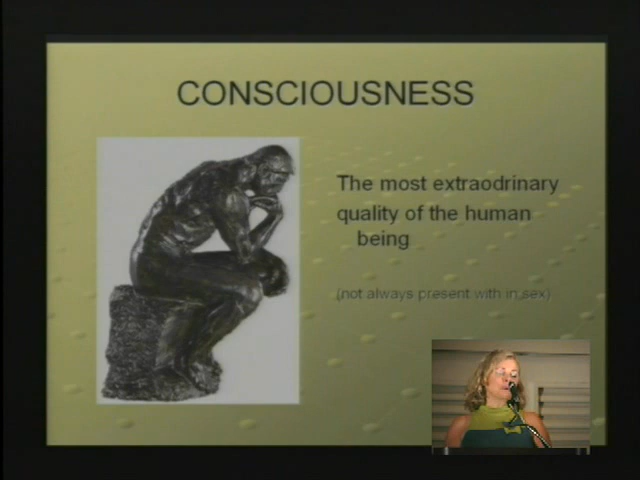 CONSCIOUSNESS
The most extraodrinary
quality of the human
being
(not always present with in sex)